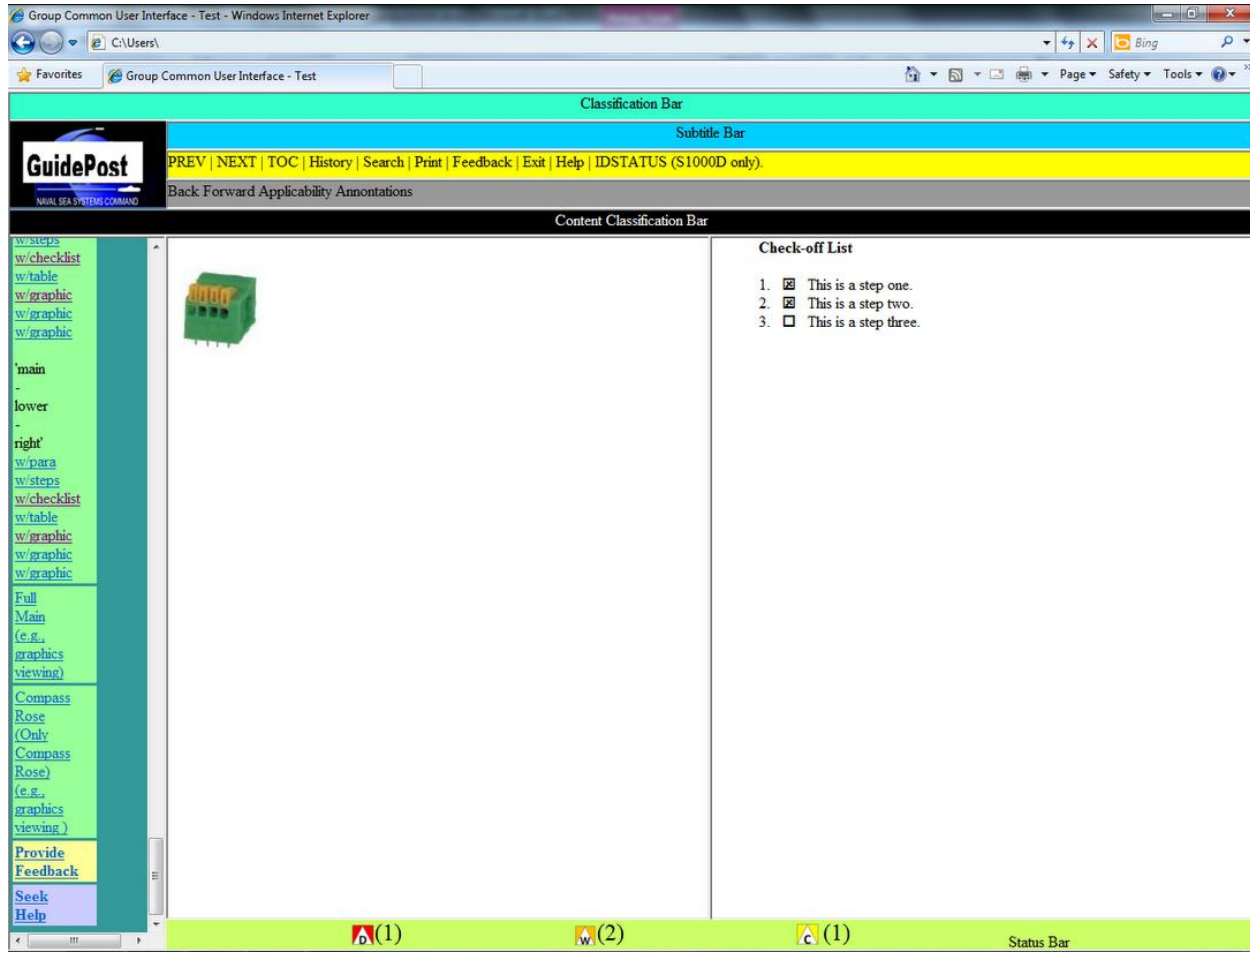 Group Common User Interface - Test - Windows Internet Explorer
C:\Users\
Bing
Favorites
Group Common User Interface - Test
Page
Safety
Tools
Classification Bar
GuidePost
NAVAL SEA SYSTEMS COMMAND
Subtitle Bar
PREV | NEXT | TOC | History | Search | Print | Feedback | Exit | Help | IDSTATUS (S1000D only).
Back Forward Applicability Annontations
Content Classification Bar
w/steps
w/checklist
w/table
w/graphic
w/graphic
w/graphic
'main
-
lower
-
right'
w/para
w/steps
w/checklist
w/table
w/graphic
w/graphic
w/graphic
Full
Main
(e.g.,
graphics
viewing)
Compass
Rose
(Only
Compass
Rose)
(e.g.,
graphics
viewing )
Provide
Feedback
Seek
Help
Check-off List
1. This is a step one.
2. This is a step two.
3. This is a step three.
D (1)
W (2)
C (1)
Status Bar